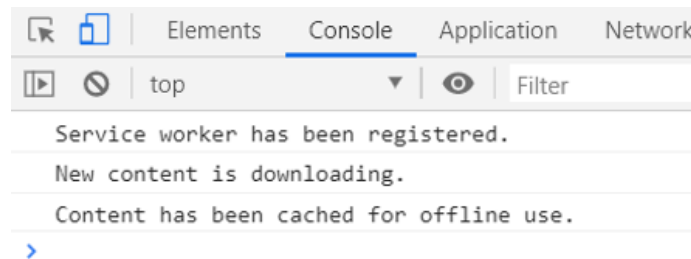 Elements Console Application Network
top Filter
Service worker has been registered.
New content is downloading.
Content has been cached for offline use.